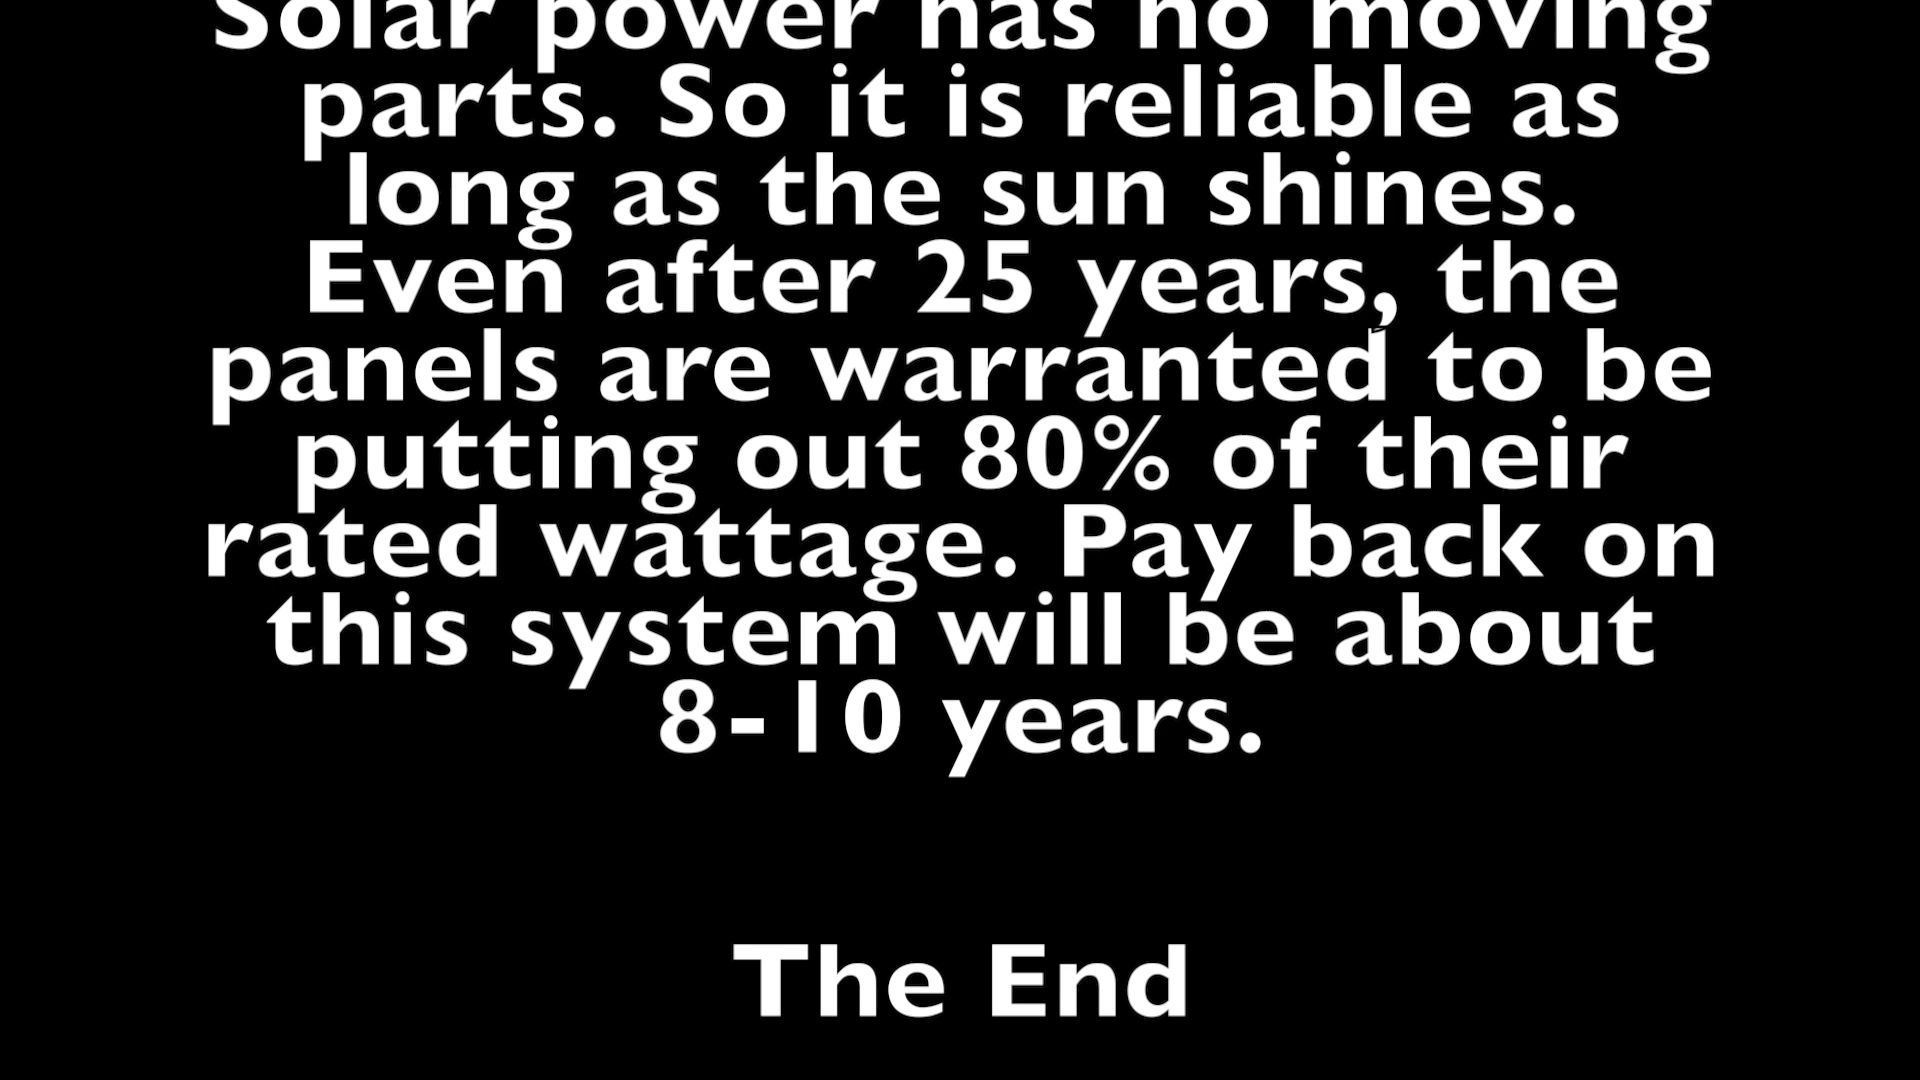 Solar power has no moving
parts. So it is reliable as
long as the sun shines.
Even after 25 years, the
panels are warranted to be
putting out 80% of their
rated wattage. Pay back on
this system will be about
8-10 years.
The End